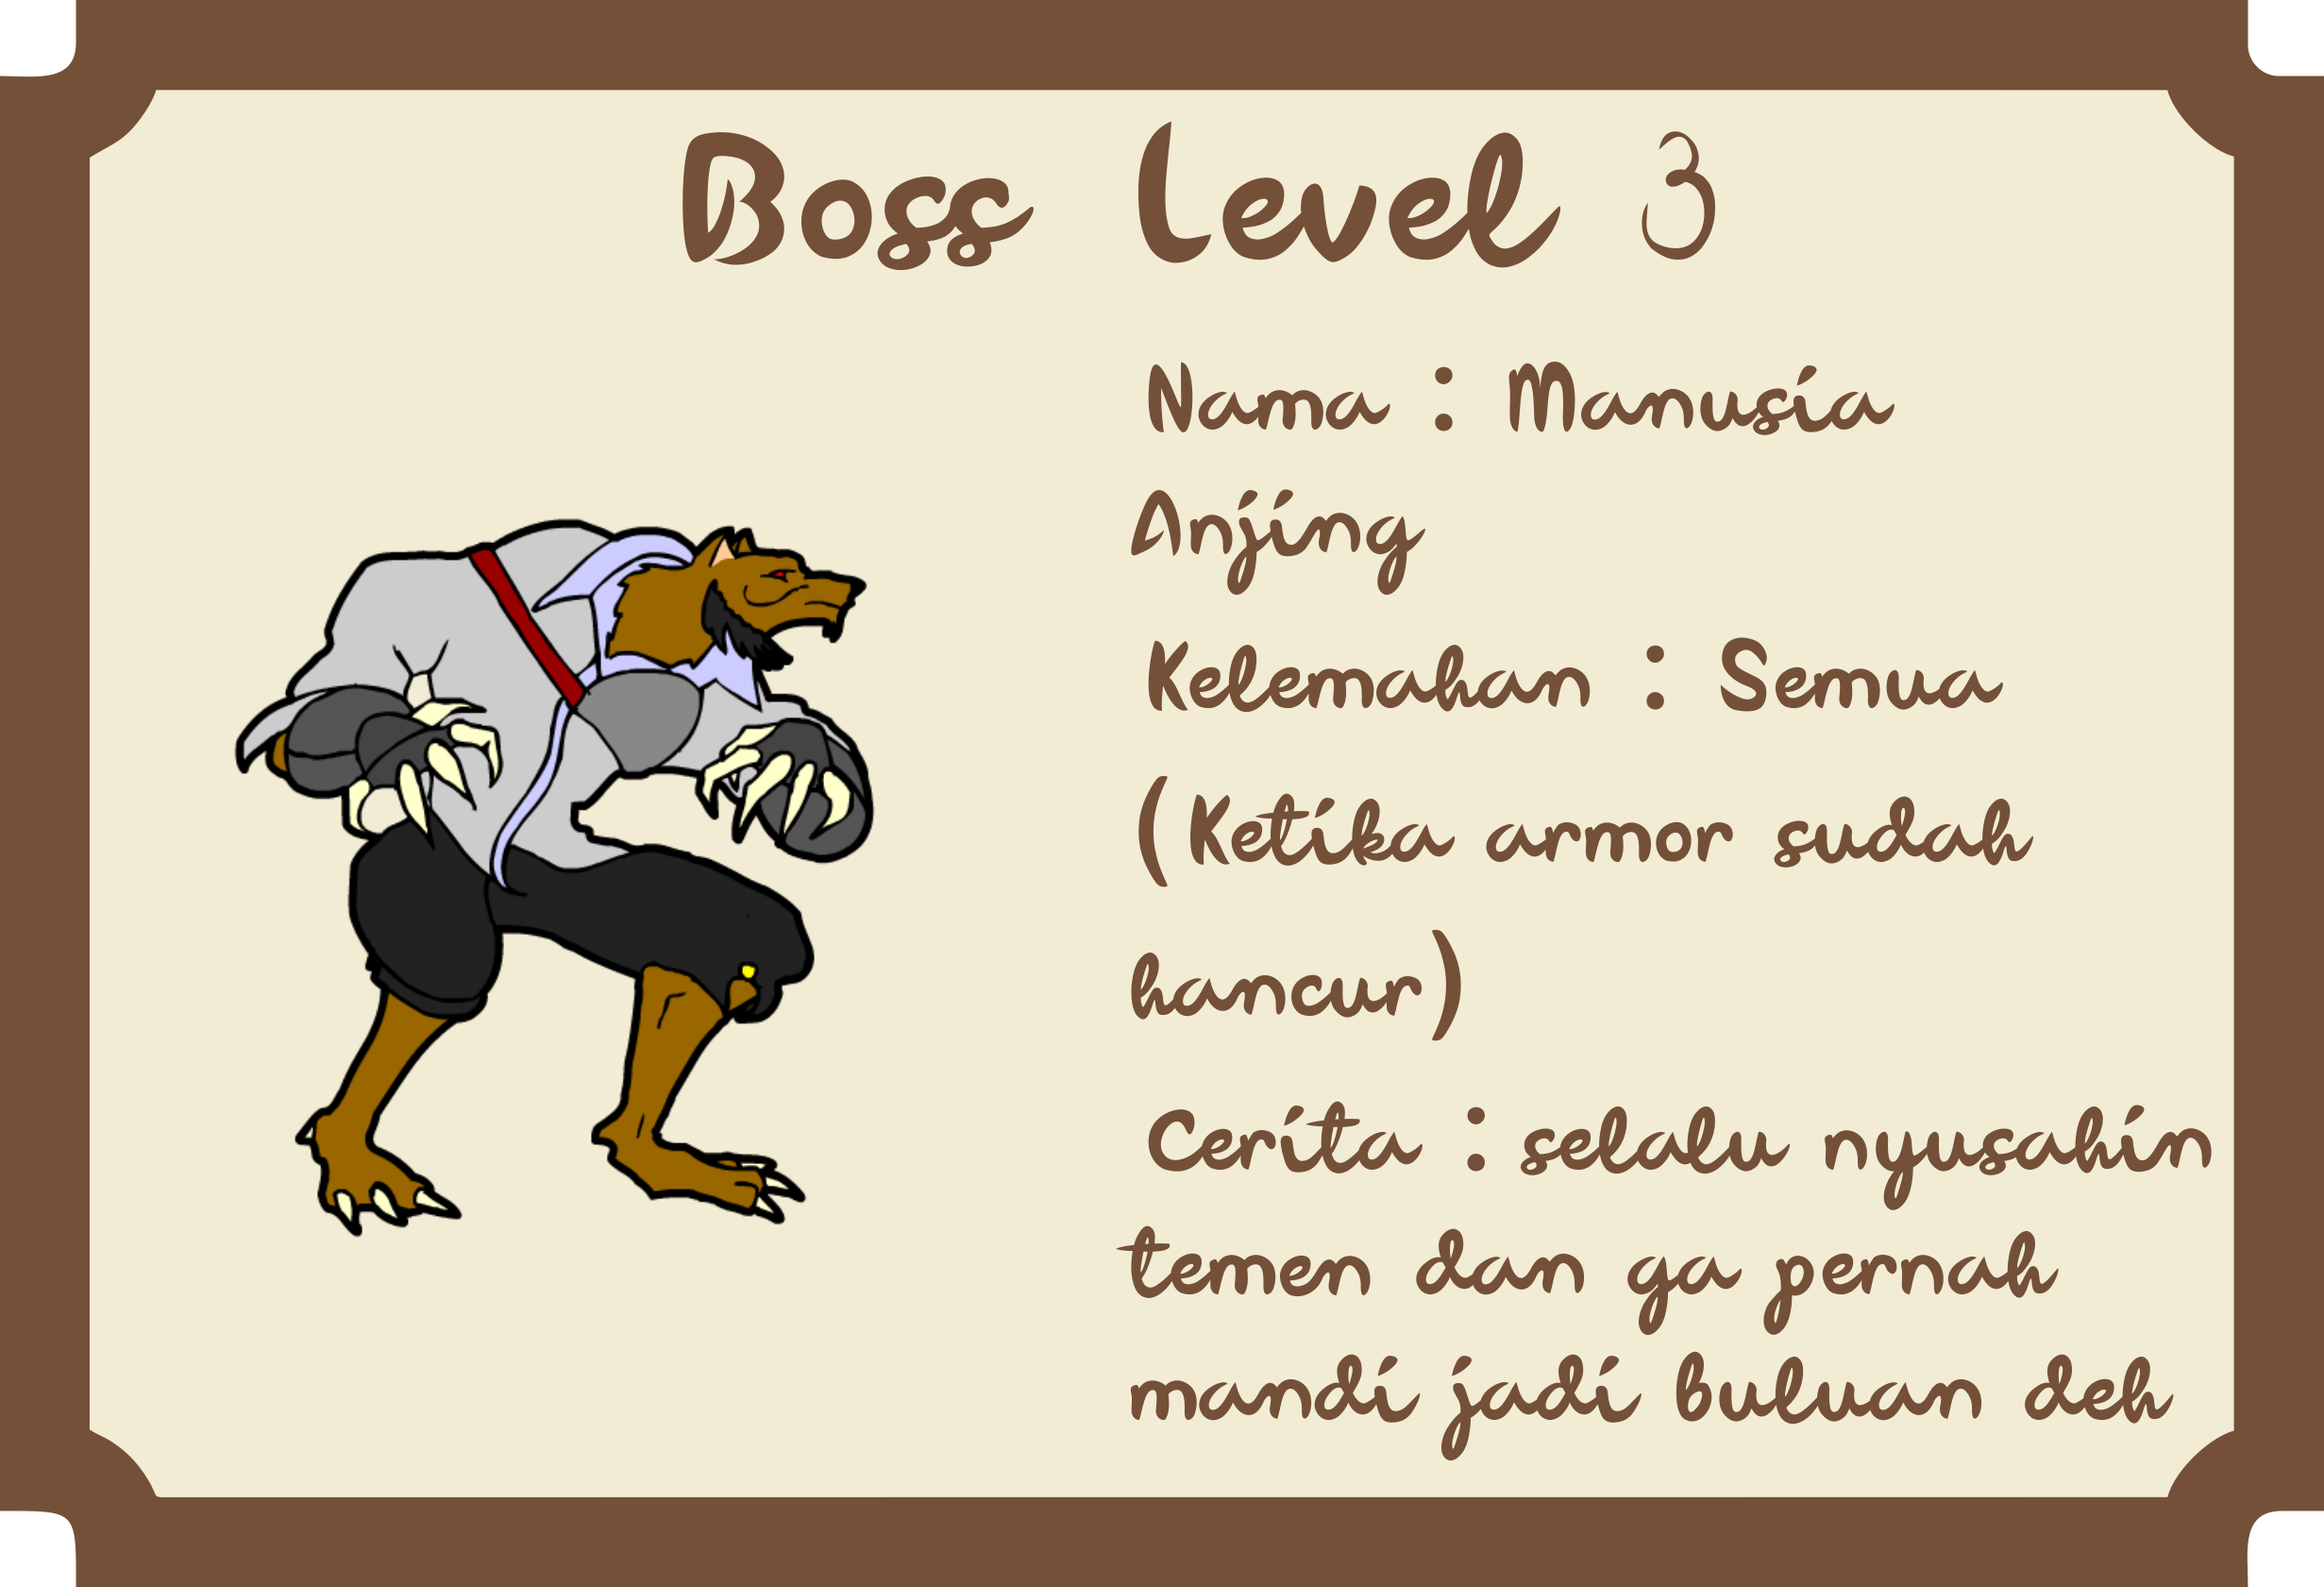 Boss Level 3
Nama : Manusia
Anjing
Kelemahan : Semua
(Ketika armor sudah
hancur)
Cerita : selalu nyusahin
temen dan ga pernah
mandi jadi buluan deh